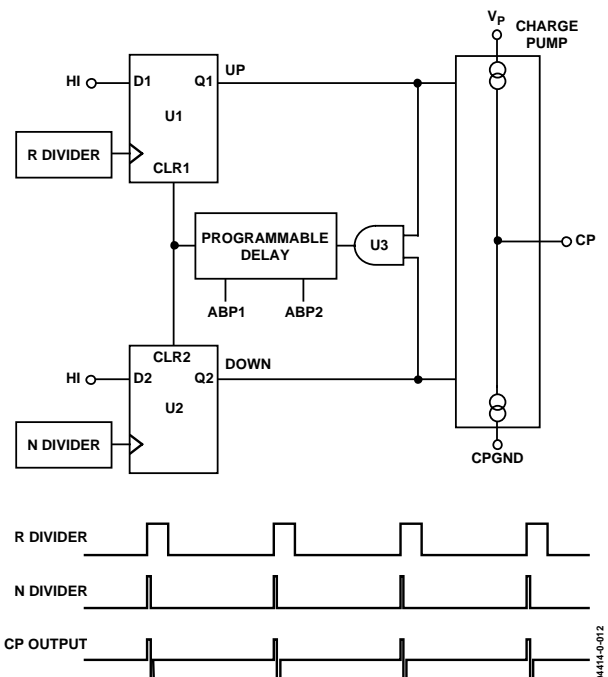 VP
CHARGE
PUMP
UP
HI
D1
Q1
U1
R DIVIDER
CLR1
PROGRAMMABLE
DELAY
U3
CP
ABP1
ABP2
CLR2
DOWN
HI
D2
Q2
U2
N DIVIDER
CPGND
R DIVIDER
N DIVIDER
CP OUTPUT
04414-0-012